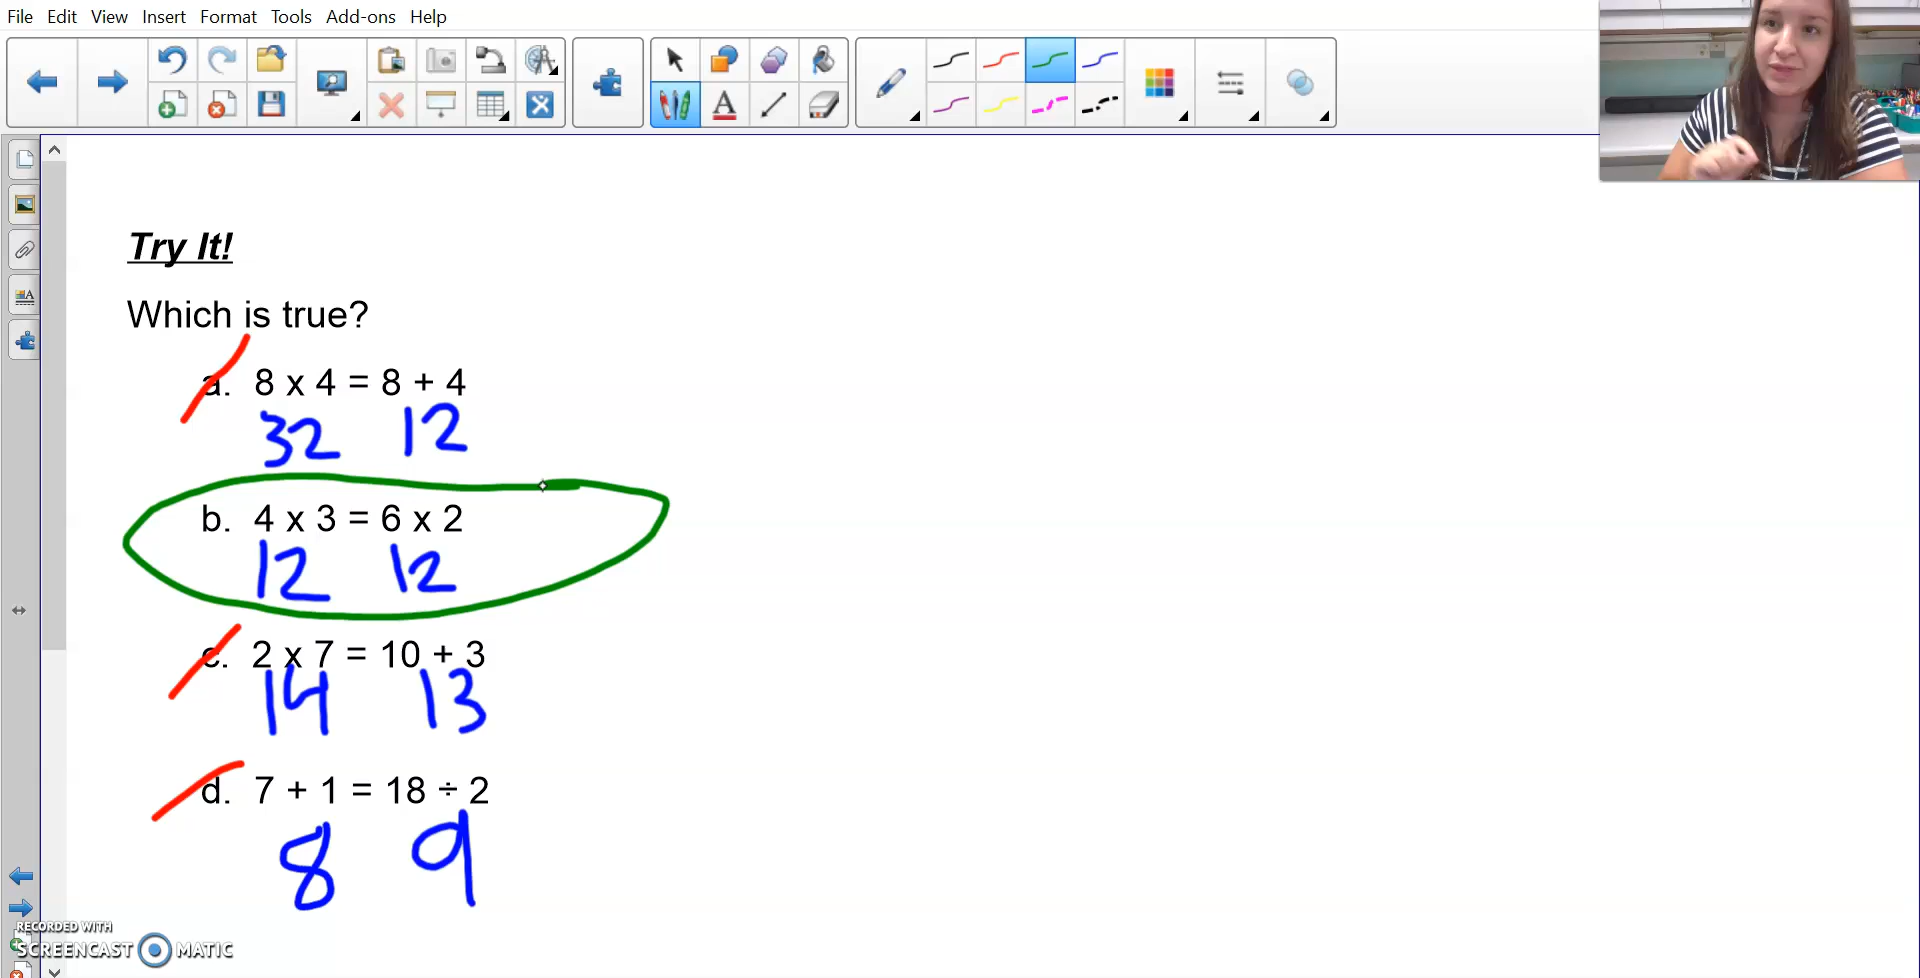 File Edit View Insert Format Tools Add-ons Help
Try It!
Which is true?
a. 8 x 4 = 8 + 4
32 12
b. 4 x 3 = 6 x 2
12 12
c. 2 x 7 = 10 + 3
14 13
d. 7 + 1 = 18 ÷ 2
8 9
RECORDED WITH
SCREENCAST MATIC